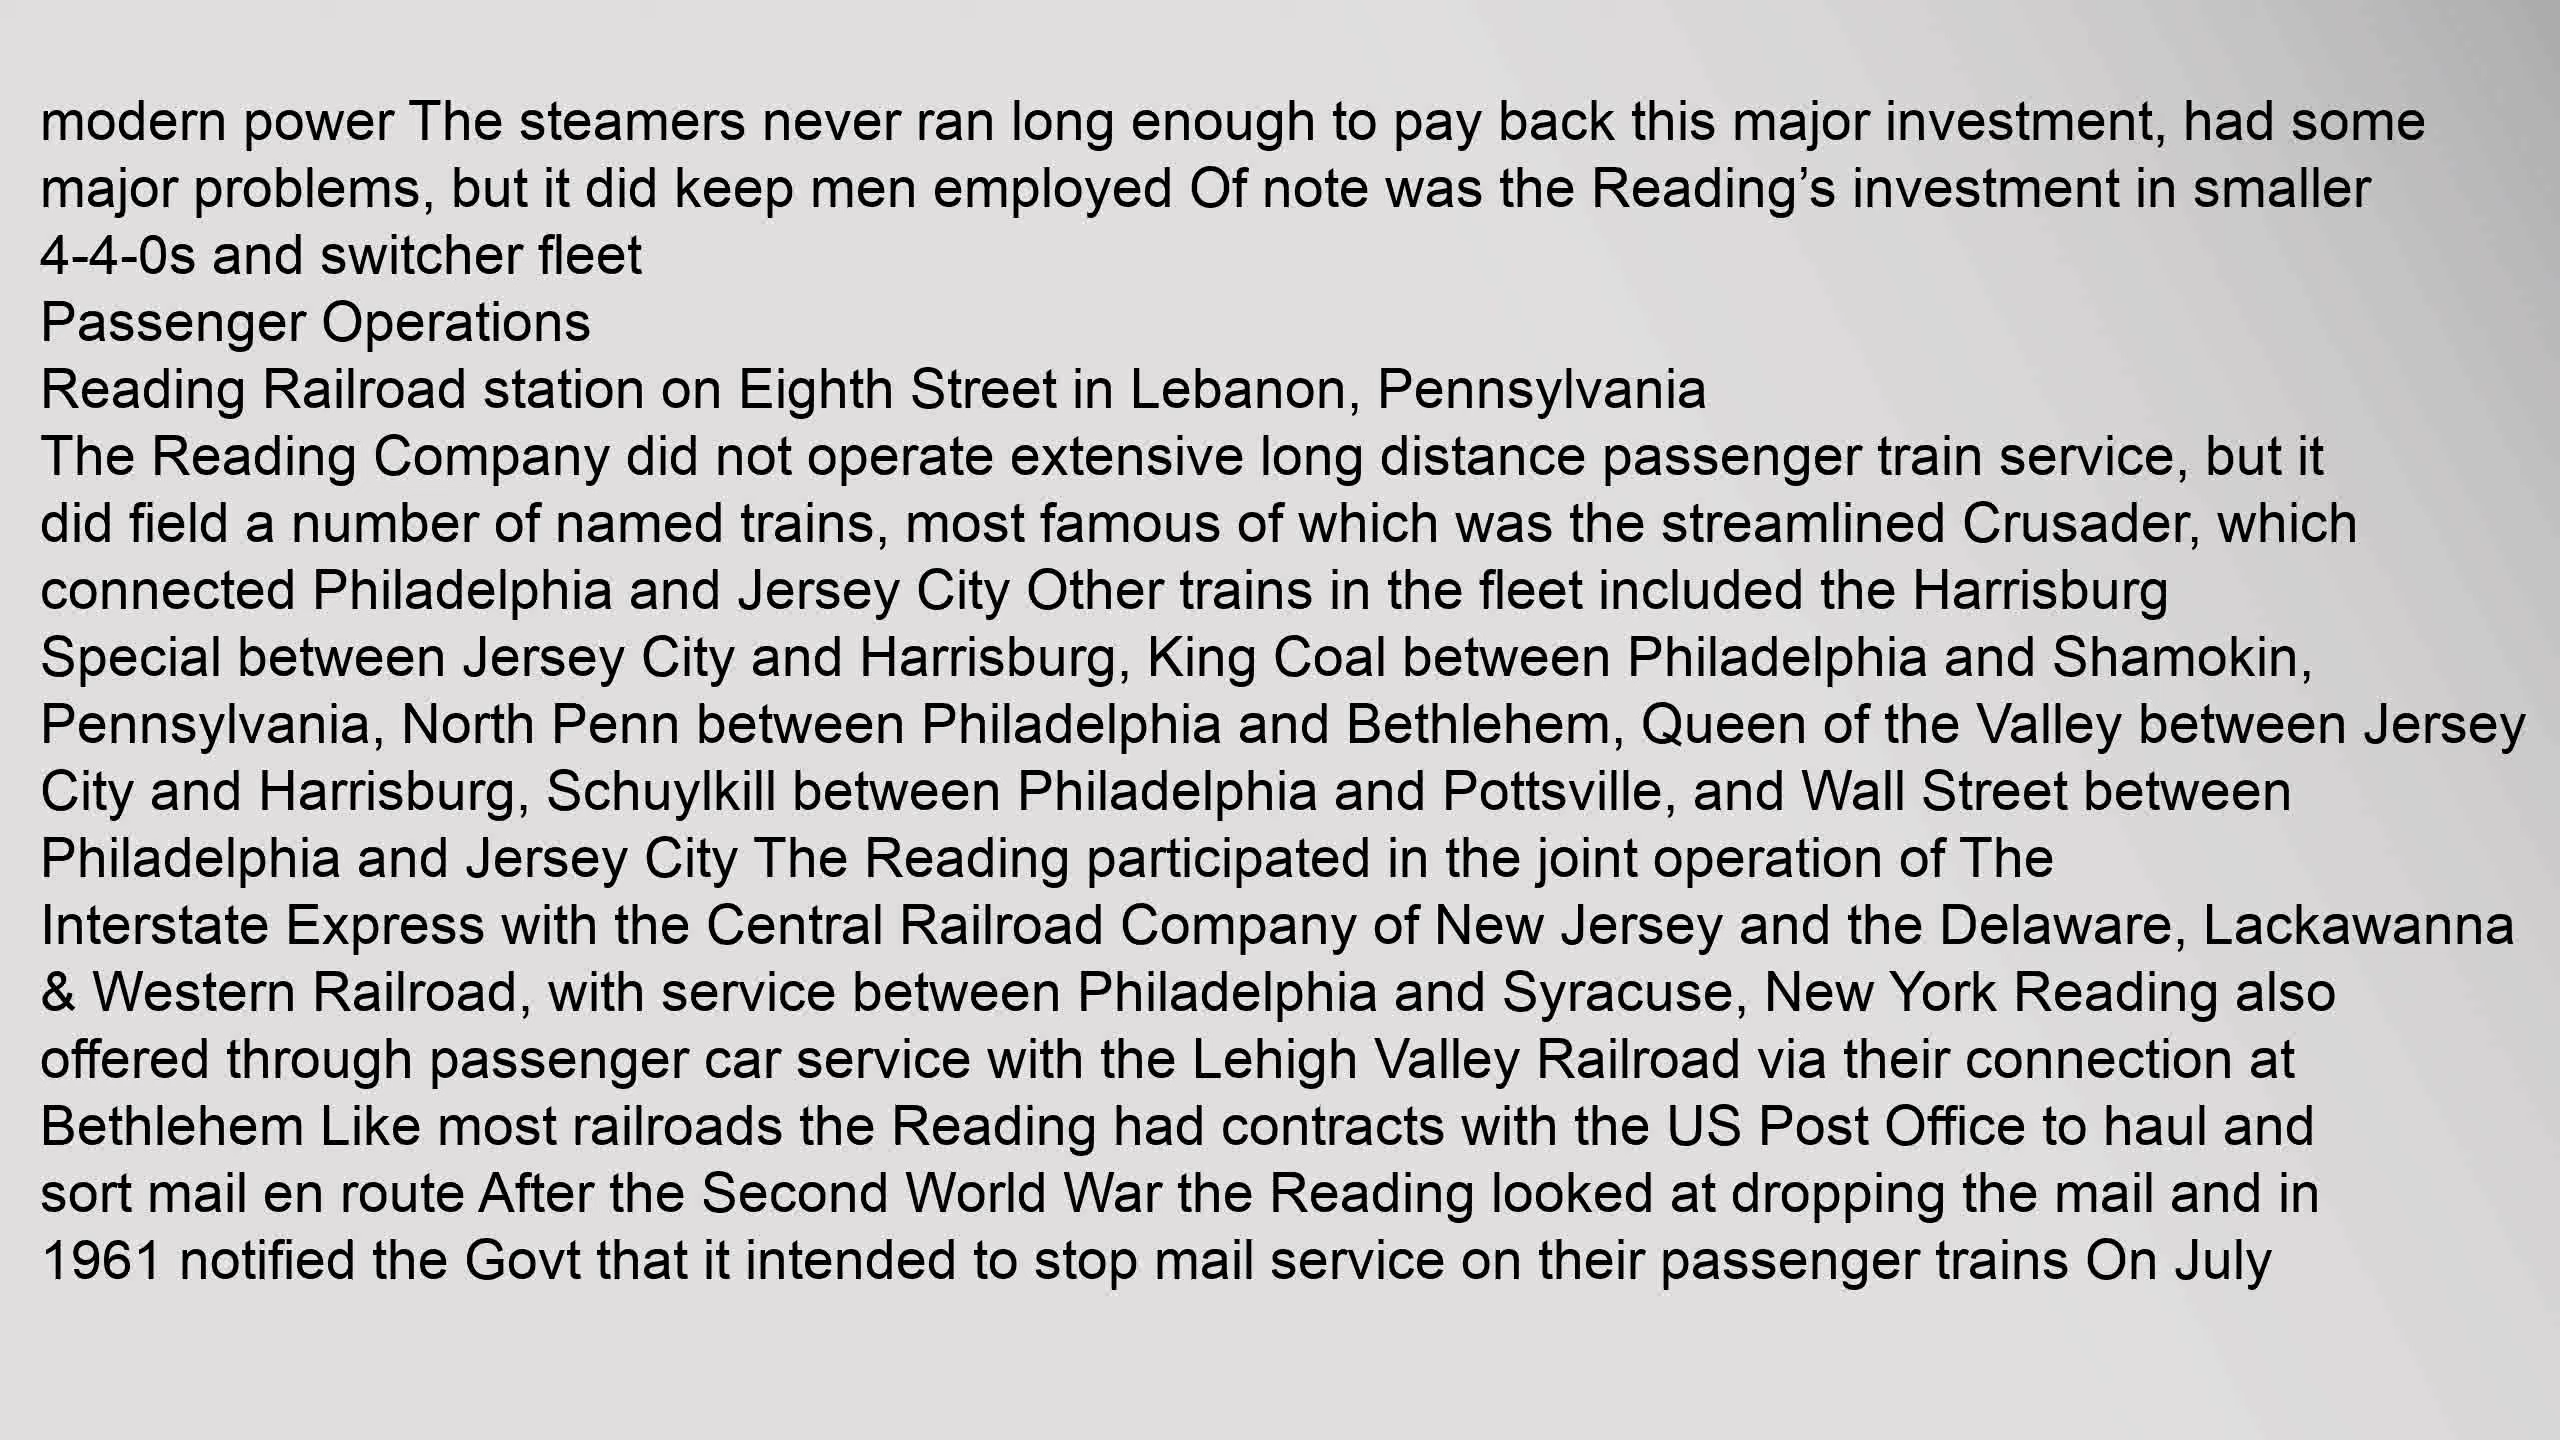 modern power The steamers never ran long enough to pay back this major investment, had some
major problems, but it did keep men employed Of note was the Reading’s investment in smaller
4-4-0s and switcher fleet
Passenger Operations
Reading Railroad station on Eighth Street in Lebanon, Pennsylvania
The Reading Company did not operate extensive long distance passenger train service, but it
did field a number of named trains, most famous of which was the streamlined Crusader, which
connected Philadelphia and Jersey City Other trains in the fleet included the Harrisburg
Special between Jersey City and Harrisburg, King Coal between Philadelphia and Shamokin,
Pennsylvania, North Penn between Philadelphia and Bethlehem, Queen of the Valley between Jersey
City and Harrisburg, Schuylkill between Philadelphia and Pottsville, and Wall Street between
Philadelphia and Jersey City The Reading participated in the joint operation of The
Interstate Express with the Central Railroad Company of New Jersey and the Delaware, Lackawanna
& Western Railroad, with service between Philadelphia and Syracuse, New York Reading also
offered through passenger car service with the Lehigh Valley Railroad via their connection at
Bethlehem Like most railroads the Reading had contracts with the US Post Office to haul and
sort mail en route After the Second World War the Reading looked at dropping the mail and in
1961 notified the Govt that it intended to stop mail service on their passenger trains On July